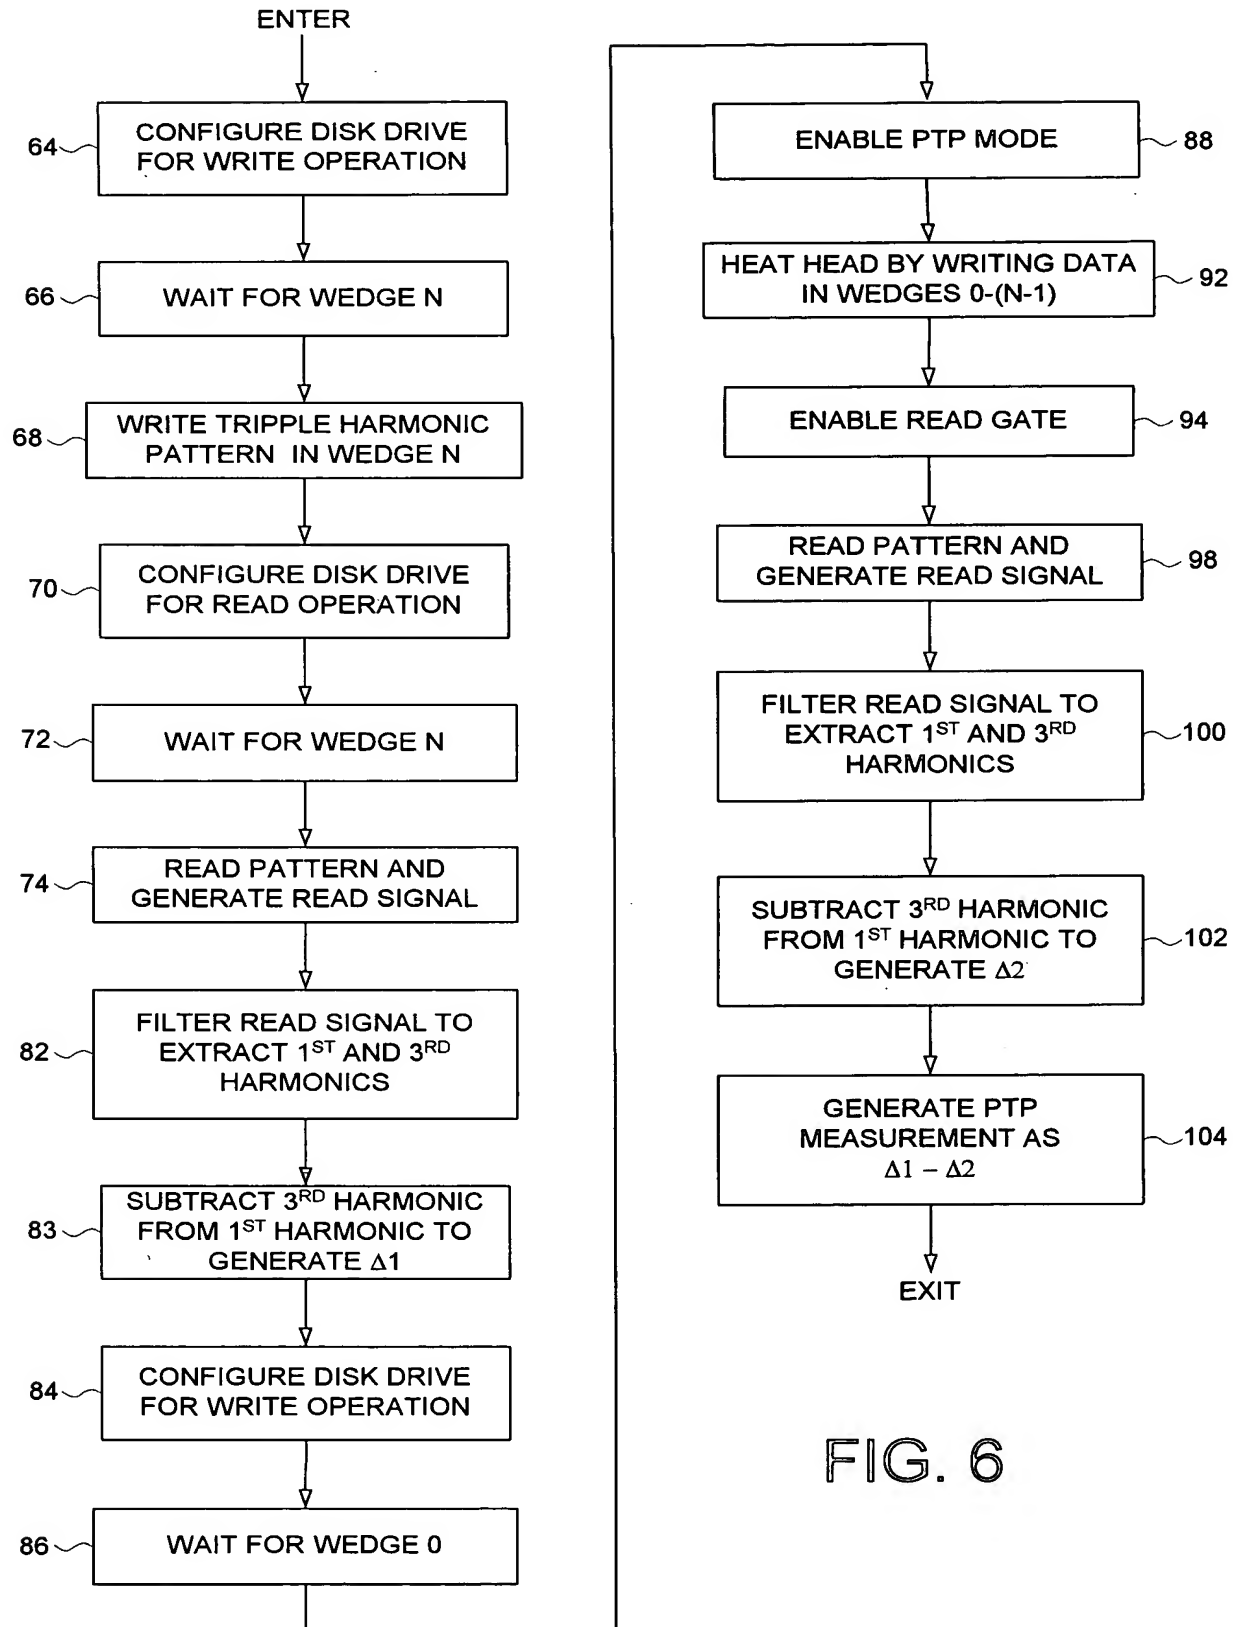 ENTER
64
CONFIGURE DISK DRIVE
FOR WRITE OPERATION
66
WAIT FOR WEDGE N
68
WRITE TRIPPLE HARMONIC
PATTERN IN WEDGE N
70
CONFIGURE DISK DRIVE
FOR READ OPERATION
72
WAIT FOR WEDGE N
74
READ PATTERN AND
GENERATE READ SIGNAL
82
FILTER READ SIGNAL TO
EXTRACT 1ST AND 3RD
HARMONICS
83
SUBTRACT 3RD HARMONIC
FROM 1ST HARMONIC TO
GENERATE Δ1
84
CONFIGURE DISK DRIVE
FOR WRITE OPERATION
86
WAIT FOR WEDGE 0
ENABLE PTP MODE
88
HEAT HEAD BY WRITING DATA
IN WEDGES 0-(N-1)
92
ENABLE READ GATE
94
READ PATTERN AND
GENERATE READ SIGNAL
98
FILTER READ SIGNAL TO
EXTRACT 1ST AND 3RD
HARMONICS
100
SUBTRACT 3RD HARMONIC
FROM 1ST HARMONIC TO
GENERATE Δ2
102
GENERATE PTP
MEASUREMENT AS
Δ1 – Δ2
104
EXIT
FIG. 6